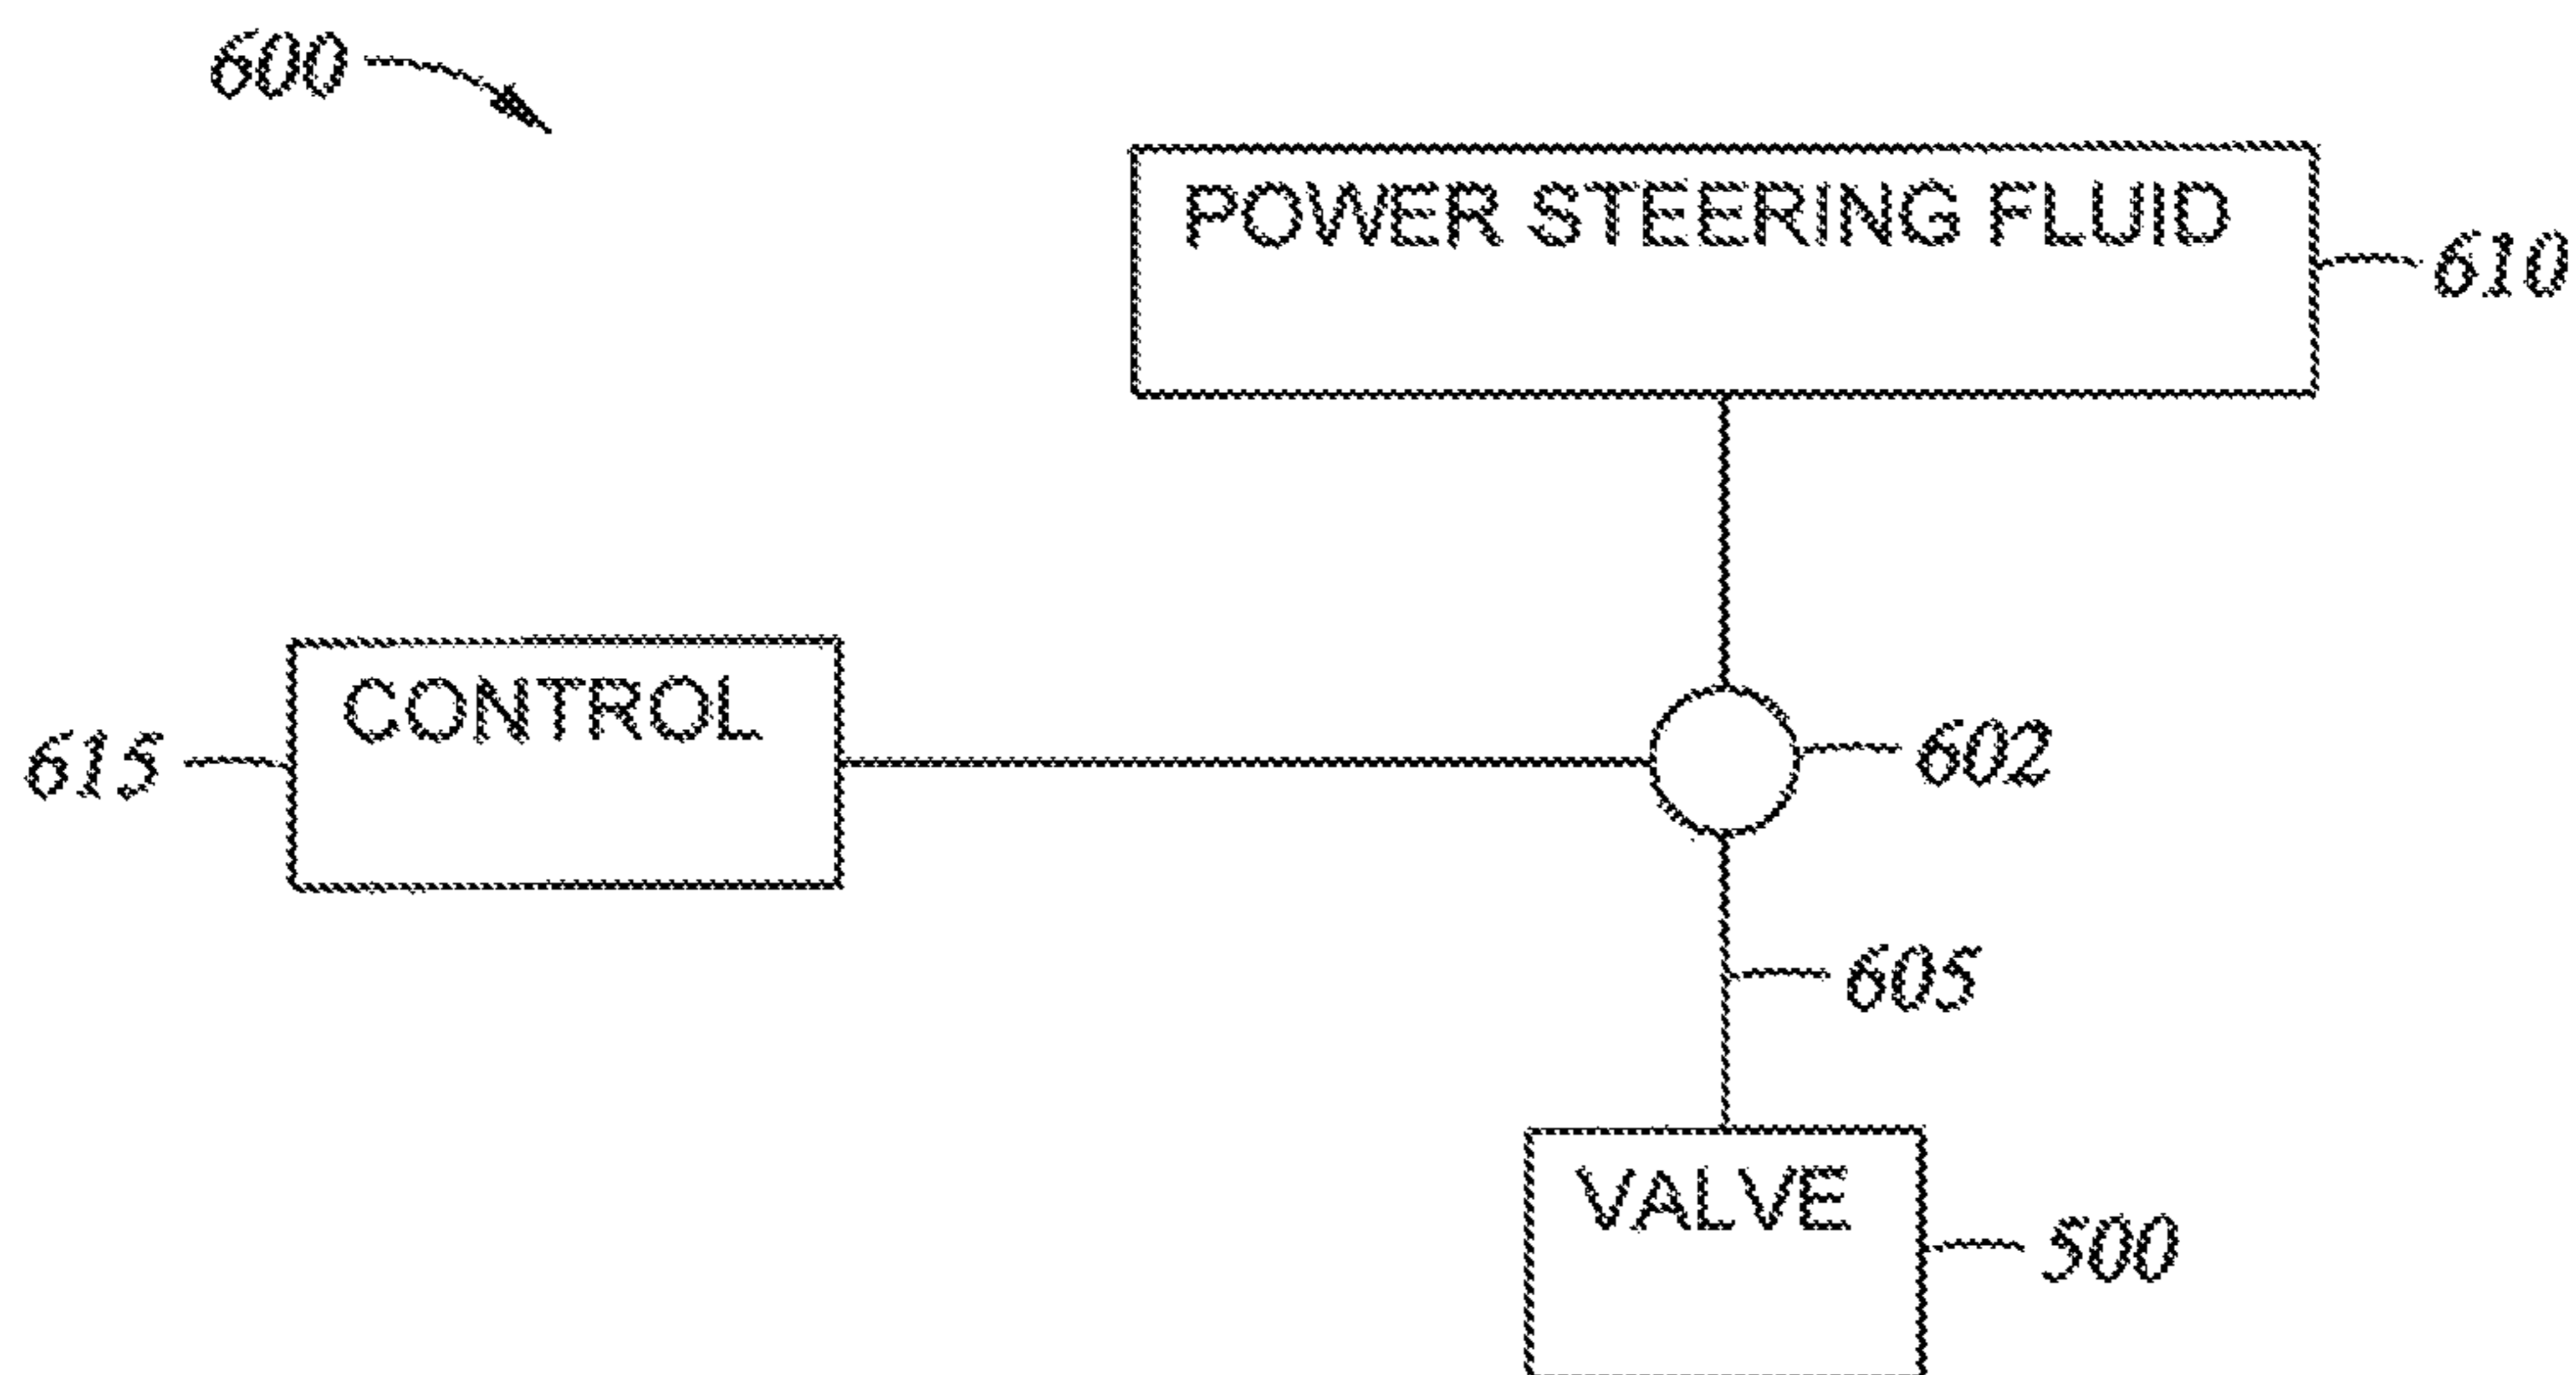 600
POWER STEERING FLUID
610
CONTROL
615
602
605
VALVE
500